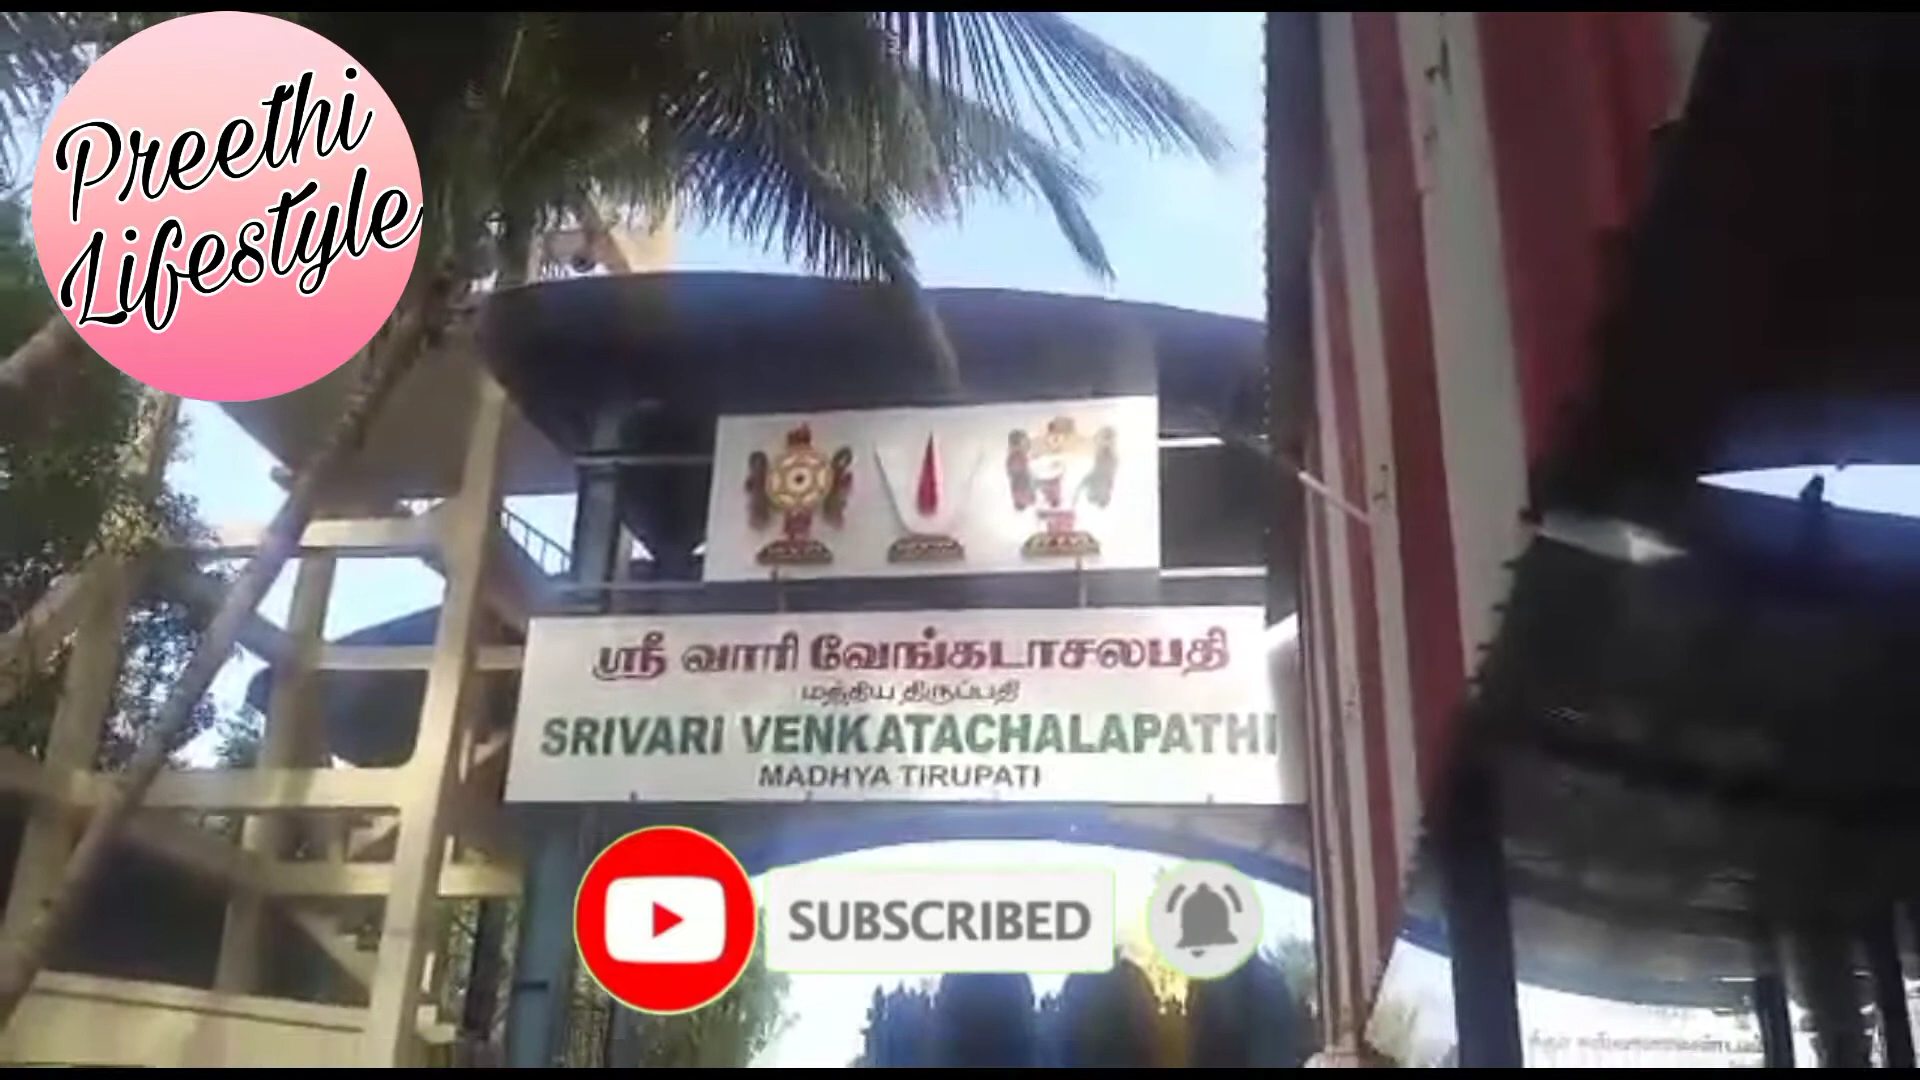 Preethi
Lifestyle
ஸ்ரீ வாரி வேங்கடாசலபதி
மத்திய திருப்பதி
SRIVARI VENKATACHALAPATHI
MADHYA TIRUPATI
SUBSCRIBED